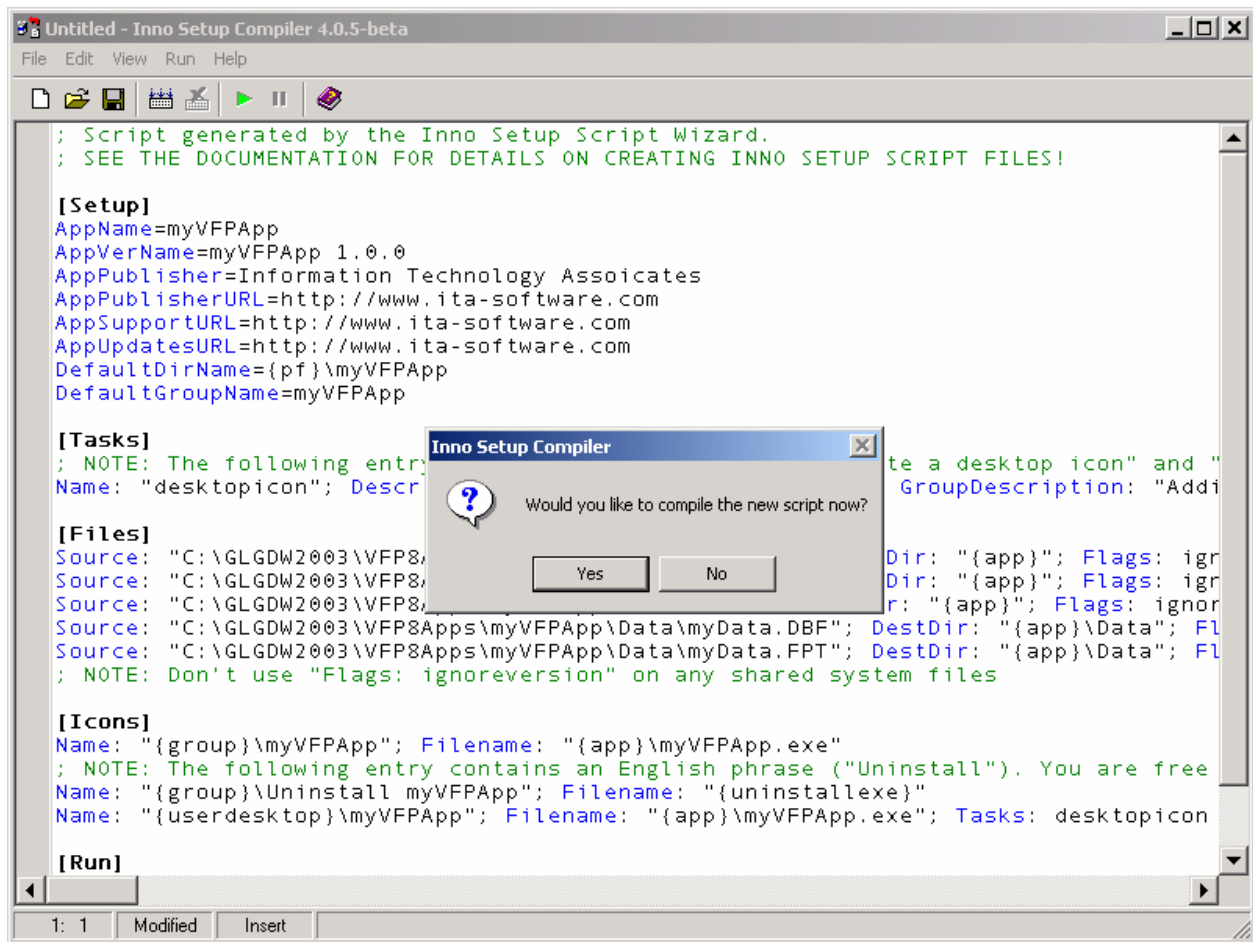 Untitled - Inno Setup Compiler 4.0.5-beta
File Edit View Run Help
; Script generated by the Inno Setup Script Wizard.
; SEE THE DOCUMENTATION FOR DETAILS ON CREATING INNO SETUP SCRIPT FILES!
[Setup]
AppName=myVFPApp
AppVerName=myVFPApp 1.0.0
AppPublisher=Information Technology Assoicates
AppPublisherURL=http://www.ita-software.com
AppSupportURL=http://www.ita-software.com
AppUpdatesURL=http://www.ita-software.com
DefaultDirName={pf}\myVFPApp
DefaultGroupName=myVFPApp
[Tasks]
; NOTE: The following entry te a desktop icon" and "
Name: "desktopicon"; Descr GroupDescription: "Addi
Inno Setup Compiler
Would you like to compile the new script now?
Yes No
[Files]
Source: "C:\GLGDW2003\VFP8 Dir: "{app}"; Flags: igr
Source: "C:\GLGDW2003\VFP8 Dir: "{app}"; Flags: igr
Source: "C:\GLGDW2003\VFP8 r: "{app}"; Flags: ignor
Source: "C:\GLGDW2003\VFP8Apps\myVFPApp\Data\myData.DBF"; DestDir: "{app}\Data"; Fl
Source: "C:\GLGDW2003\VFP8Apps\myVFPApp\Data\myData.FPT"; DestDir: "{app}\Data"; Fl
; NOTE: Don't use "Flags: ignoreversion" on any shared system files
[Icons]
Name: "{group}\myVFPApp"; Filename: "{app}\myVFPApp.exe"
; NOTE: The following entry contains an English phrase ("Uninstall"). You are free
Name: "{group}\Uninstall myVFPApp"; Filename: "{uninstallexe}"
Name: "{userdesktop}\myVFPApp"; Filename: "{app}\myVFPApp.exe"; Tasks: desktopicon
[Run]
1: 1 Modified Insert